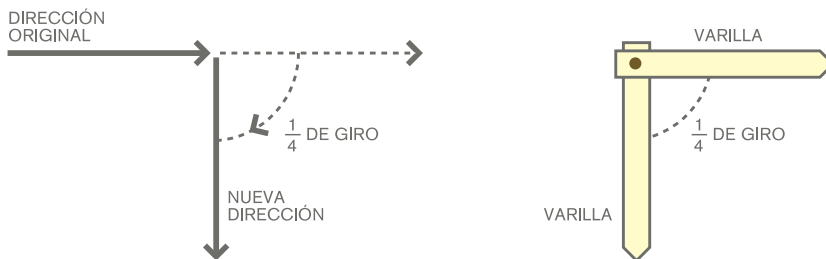 DIRECCIÓN
ORIGINAL
1/4 DE GIRO
NUEVA
DIRECCIÓN
VARILLA
1/4 DE GIRO
VARILLA